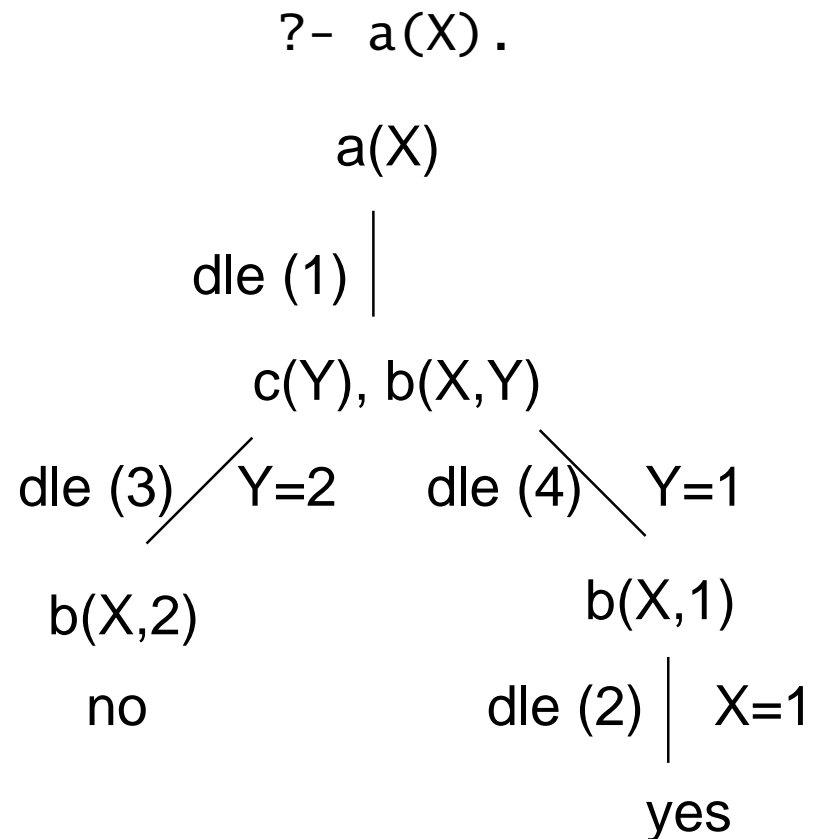 ?- a(X).
a(X)
dle (1)
c(Y), b(X,Y)
dle (3) Y=2 dle (4) Y=1
b(X,2) b(X,1)
no dle (2) X=1
yes